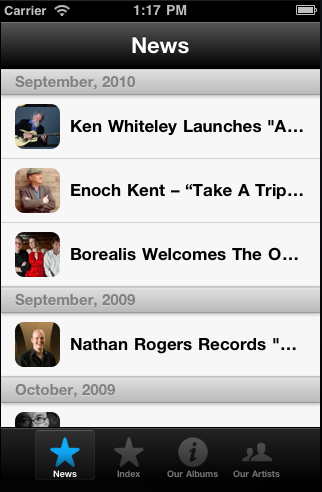 Carrier 1:17 PM
News
September, 2010
Ken Whiteley Launches "A...
Enoch Kent – “Take A Trip...
Borealis Welcomes The O...
September, 2009
Nathan Rogers Records "...
October, 2009
News Index Our Albums Our Artists